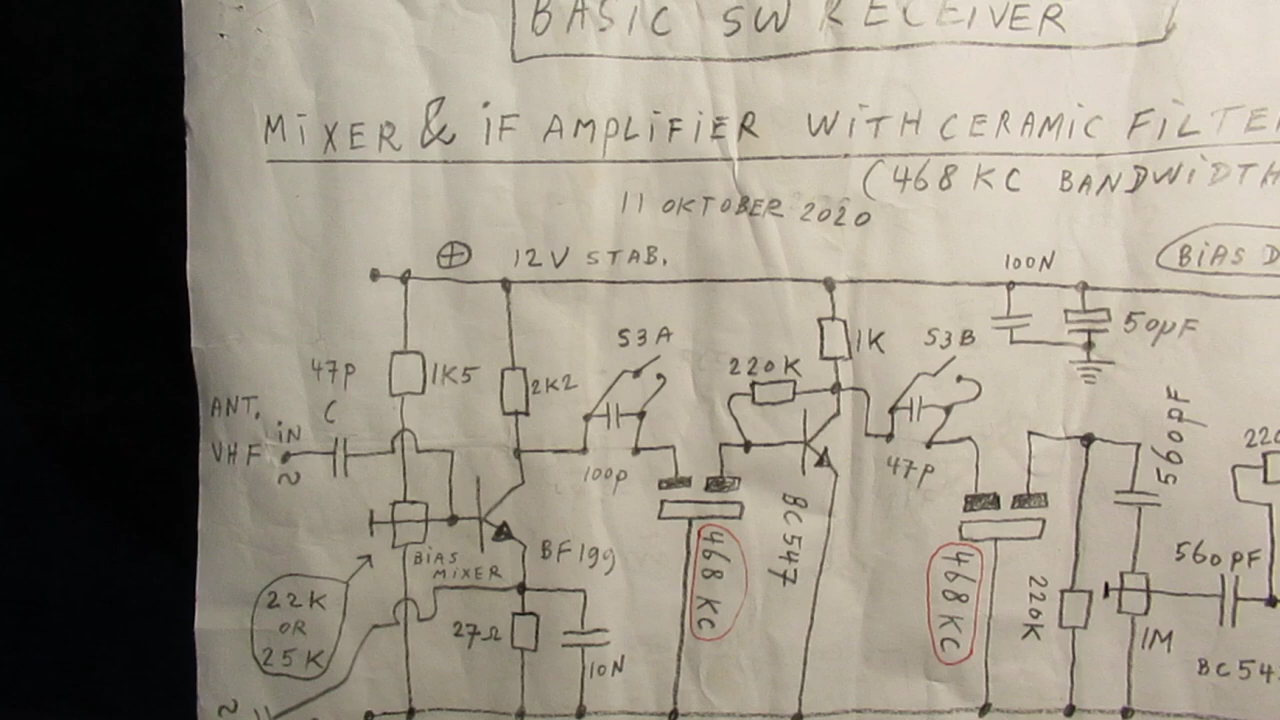 BASIC SW RECEIVER
MiXER & iF AMPLiFiER WiTH CERAMIC FiLTE
(468 KC BANDWiDTH
11 OKTOBER 2020
+ 12V STAB.
100N
BiAS D
50µF
47P
C
1K5
2K2
S3A
220K
1K
S3B
ANT.
VHF
iN
~
100p
47P
560pF
220
BC547
BF199
BiAS
MiXER
468 KC
468 KC
220K
560PF
22K
OR
25K
27Ω
10N
1M
BC54
~